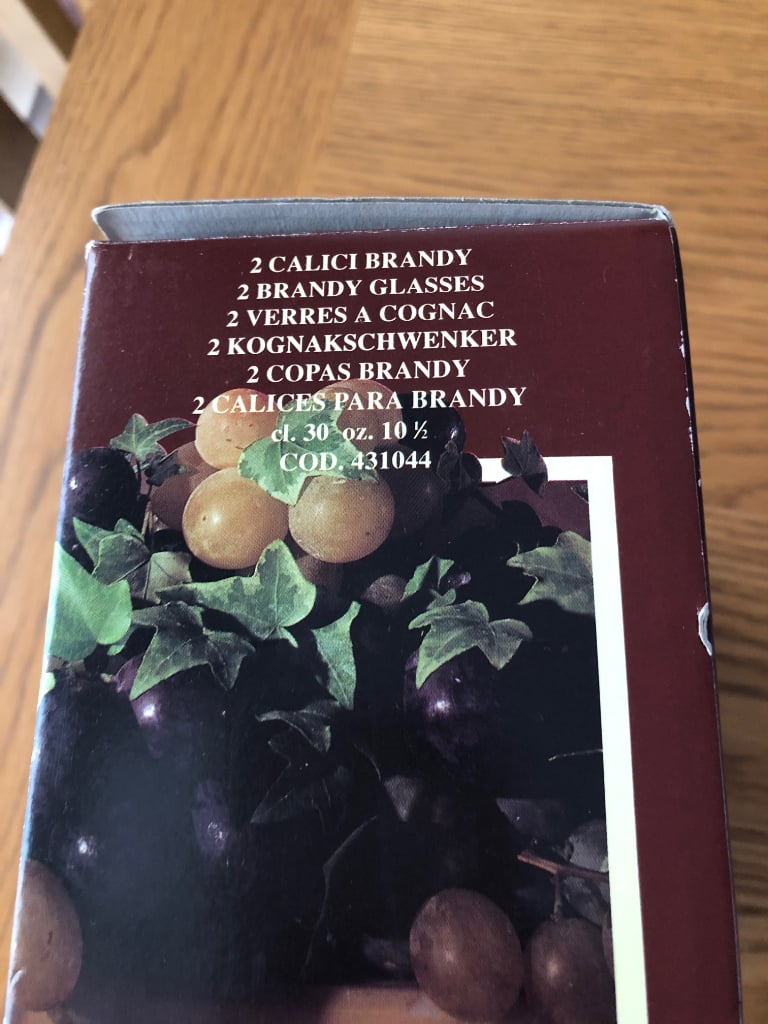 2 CALICI BRANDY
2 BRANDY GLASSES
2 VERRES A COGNAC
2 KOGNAKSCHWENKER
2 COPAS BRANDY
2 CALICES PARA BRANDY
cl. 30 oz. 10 ½
COD. 431044